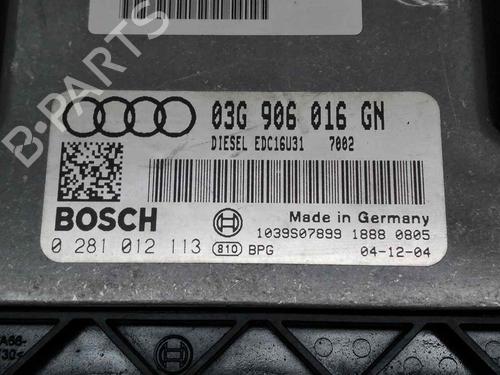 B-PARTS
03G 906 016 GN
DIESEL EDC16U31 7002
BOSCH
Made in Germany
1039S07899 1888 0805
0 281 012 113 810 BPG 04-12-04